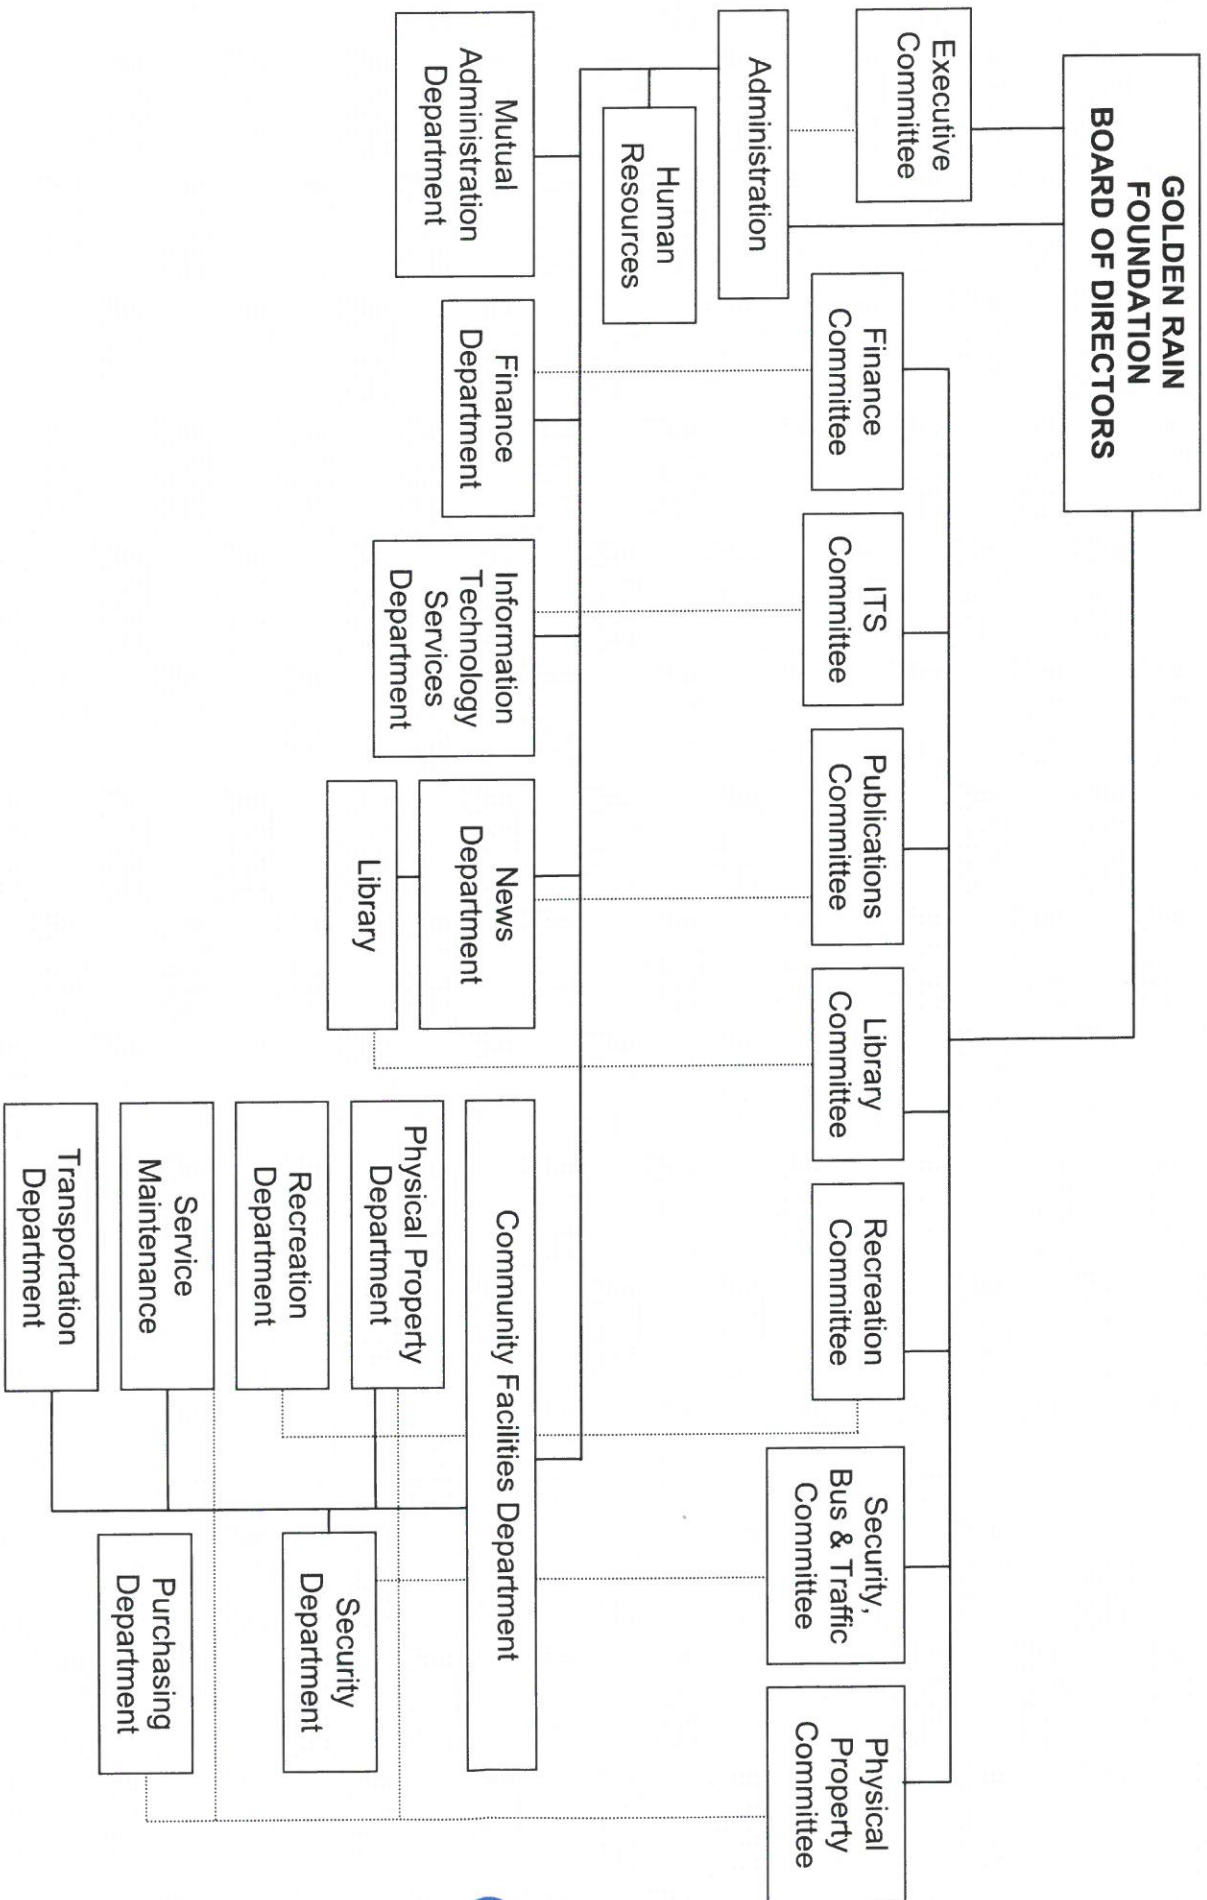 GOLDEN RAIN
FOUNDATION
BOARD OF DIRECTORS
Executive
Committee
Administration
Human
Resources
Finance
Committee
ITS
Committee
Publications
Committee
Library
Committee
Recreation
Committee
Security,
Bus & Traffic
Committee
Physical
Property
Committee
Mutual
Administration
Department
Finance
Department
Information
Technology
Services
Department
News
Department
Library
Community Facilities Department
Physical Property
Department
Recreation
Department
Service
Maintenance
Transportation
Department
Security
Department
Purchasing
Department